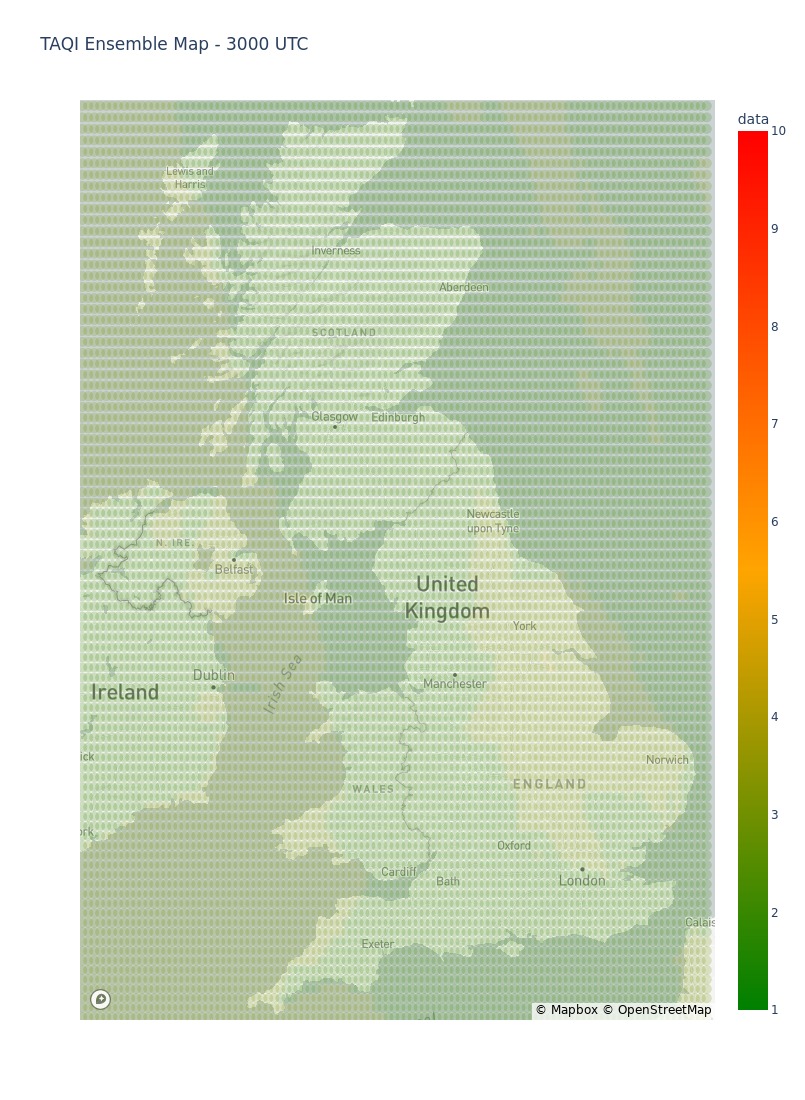 TAQI Ensemble Map - 3000 UTC
data
10
9
8
7
6
5
4
3
2
1
Lewis and
Harris
Inverness
Aberdeen
SCOTLAND
Glasgow
Edinburgh
Newcastle
upon Tyne
N. IRE.
Belfast
Isle of Man
United
Kingdom
York
Dublin
Manchester
Irish Sea
Ireland
ick
Norwich
WALES
ENGLAND
ork
Oxford
Cardiff
Bath
London
Calais
Exeter
© Mapbox © OpenStreetMap